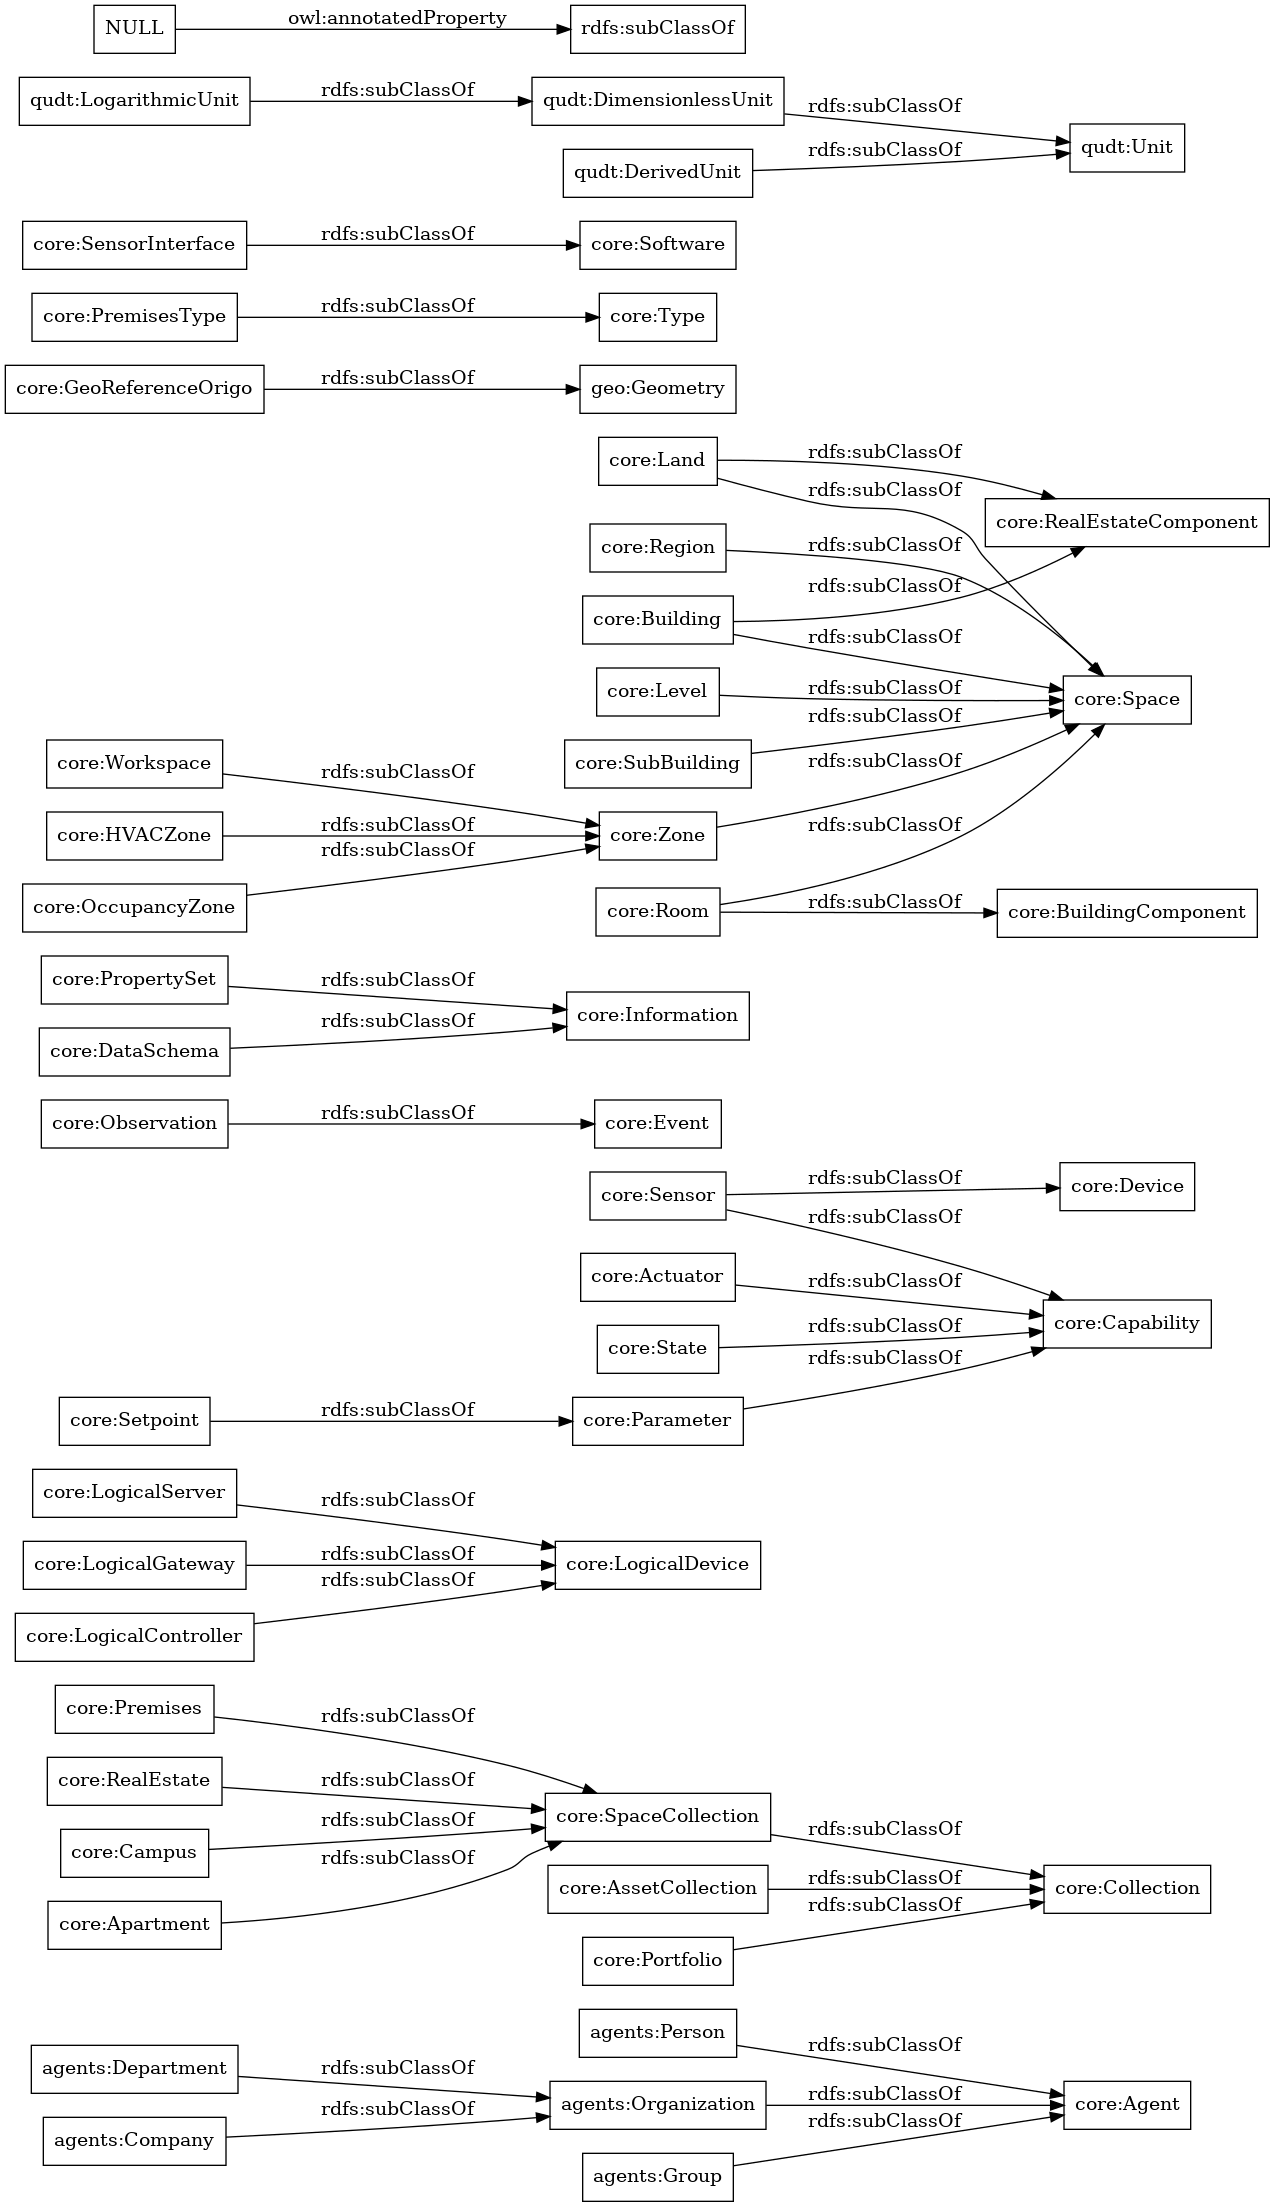 NULL
owl:annotatedProperty
rdfs:subClassOf
qudt:LogarithmicUnit
rdfs:subClassOf
qudt:DimensionlessUnit
rdfs:subClassOf
qudt:DerivedUnit
rdfs:subClassOf
qudt:Unit
core:SensorInterface
rdfs:subClassOf
core:Software
core:PremisesType
rdfs:subClassOf
core:Type
core:GeoReferenceOrigo
rdfs:subClassOf
geo:Geometry
core:Land
rdfs:subClassOf
rdfs:subClassOf
core:RealEstateComponent
core:Region
rdfs:subClassOf
core:Building
rdfs:subClassOf
rdfs:subClassOf
core:Level
rdfs:subClassOf
core:Space
core:SubBuilding
rdfs:subClassOf
core:Workspace
rdfs:subClassOf
core:HVACZone
rdfs:subClassOf
core:Zone
rdfs:subClassOf
core:OccupancyZone
rdfs:subClassOf
core:Room
rdfs:subClassOf
rdfs:subClassOf
core:BuildingComponent
core:PropertySet
rdfs:subClassOf
core:Information
core:DataSchema
rdfs:subClassOf
core:Observation
rdfs:subClassOf
core:Event
core:Sensor
rdfs:subClassOf
core:Device
rdfs:subClassOf
core:Actuator
rdfs:subClassOf
core:Capability
core:State
rdfs:subClassOf
core:Setpoint
rdfs:subClassOf
core:Parameter
rdfs:subClassOf
core:LogicalServer
rdfs:subClassOf
core:LogicalGateway
rdfs:subClassOf
core:LogicalDevice
core:LogicalController
rdfs:subClassOf
core:Premises
rdfs:subClassOf
core:RealEstate
rdfs:subClassOf
core:SpaceCollection
rdfs:subClassOf
core:Campus
rdfs:subClassOf
core:Apartment
rdfs:subClassOf
core:AssetCollection
rdfs:subClassOf
core:Collection
core:Portfolio
rdfs:subClassOf
agents:Person
rdfs:subClassOf
agents:Department
rdfs:subClassOf
agents:Organization
rdfs:subClassOf
core:Agent
agents:Company
rdfs:subClassOf
agents:Group
rdfs:subClassOf